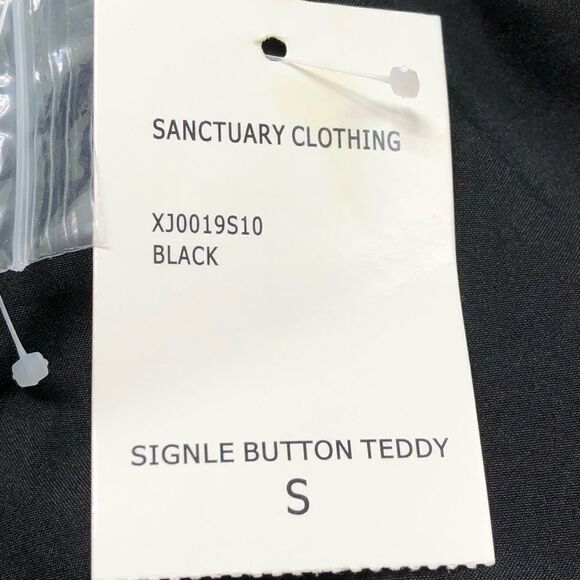 SANCTUARY CLOTHING
XJ0019S10
BLACK
SIGNLE BUTTON TEDDY
S